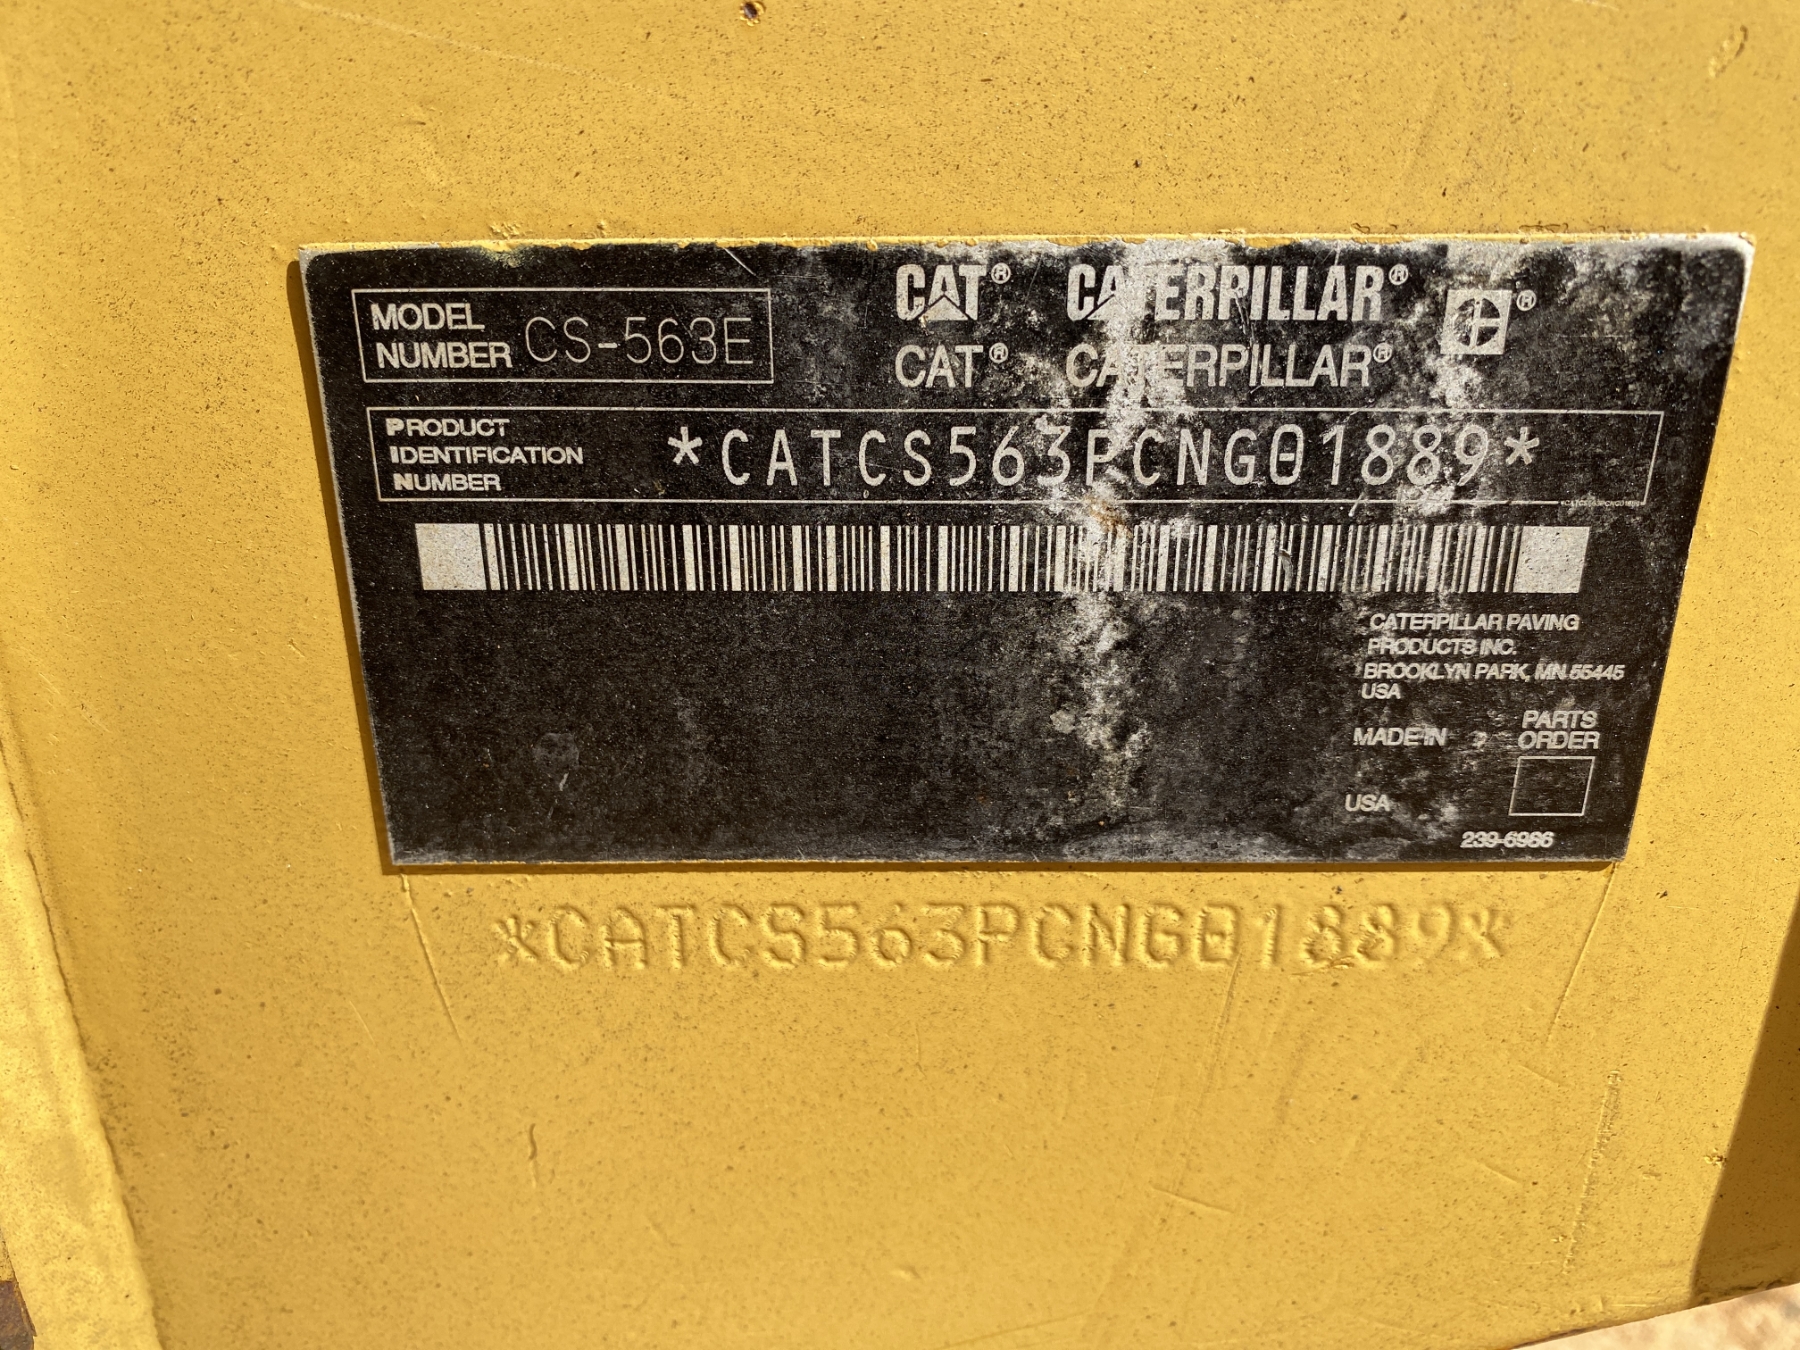 MODEL NUMBER CS-563E
CAT® CATERPILLAR® ®
CAT® CATERPILLAR®
PRODUCT
IDENTIFICATION
NUMBER
*CATCS563PCNG01889*
CATERPILLAR PAVING
PRODUCTS INC.
BROOKLYN PARK, MN 55445
USA
MADE IN
USA
PARTS
ORDER
239-6986
*CATCS563PCNG01889*